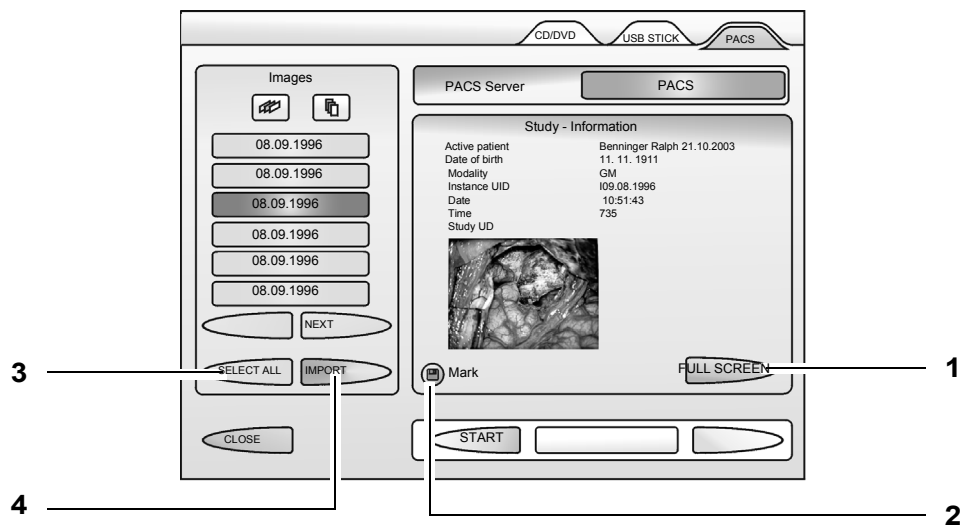 CD/DVD
USB STICK
PACS
Images
08.09.1996
08.09.1996
08.09.1996
08.09.1996
08.09.1996
08.09.1996
NEXT
SELECT ALL
IMPORT
CLOSE
PACS Server
PACS
Study - Information
Active patient Benninger Ralph 21.10.2003
Date of birth 11. 11. 1911
Modality GM
Instance UID I09.08.1996
Date 10:51:43
Time 735
Study UD
Mark
FULL SCREEN
START
3
4
1
2